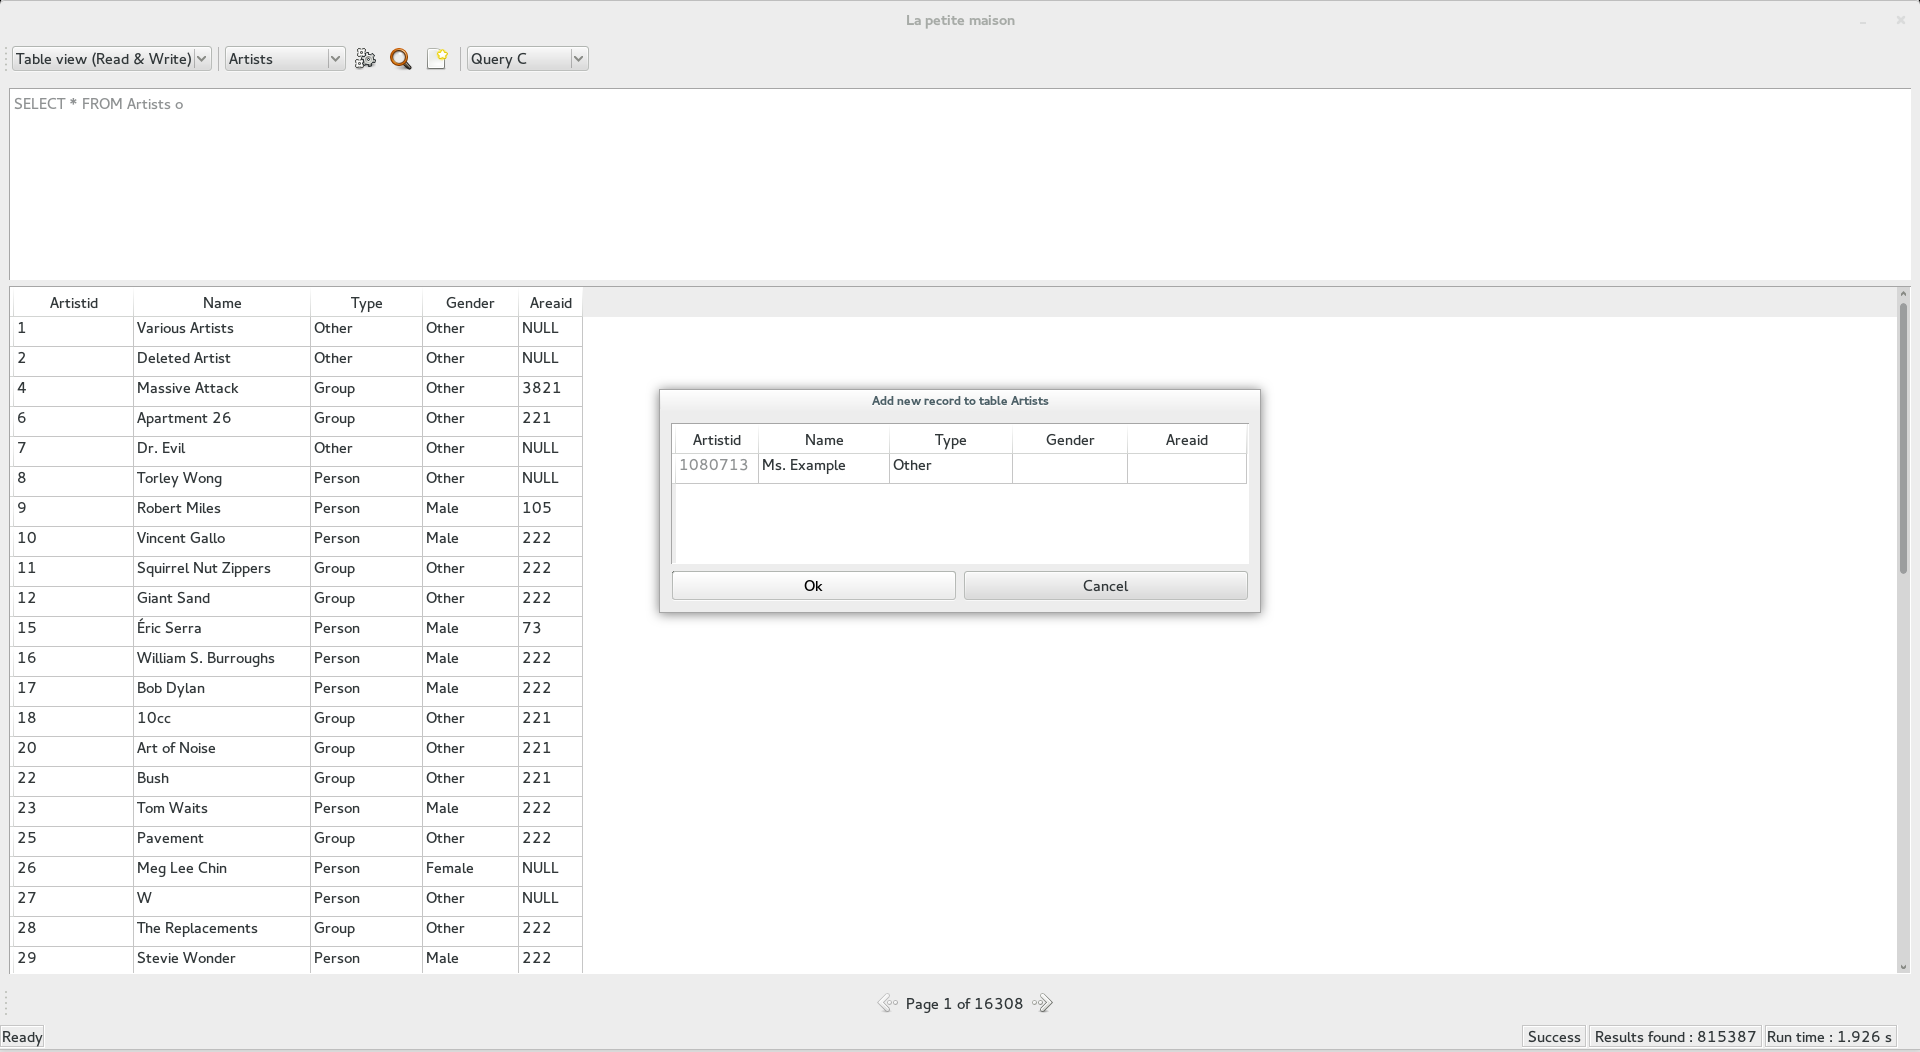 La petite maison
Table view (Read & Write) Artists Query C
SELECT * FROM Artists o
Artistid Name Type Gender Areaid
1 Various Artists Other Other NULL
2 Deleted Artist Other Other NULL
4 Massive Attack Group Other 3821
6 Apartment 26 Group Other 221
7 Dr. Evil Other Other NULL
8 Torley Wong Person Other NULL
9 Robert Miles Person Male 105
10 Vincent Gallo Person Male 222
11 Squirrel Nut Zippers Group Other 222
12 Giant Sand Group Other 222
15 Éric Serra Person Male 73
16 William S. Burroughs Person Male 222
17 Bob Dylan Person Male 222
18 10cc Group Other 221
20 Art of Noise Group Other 221
22 Bush Group Other 221
23 Tom Waits Person Male 222
25 Pavement Group Other 222
26 Meg Lee Chin Person Female NULL
27 W Person Other NULL
28 The Replacements Group Other 222
29 Stevie Wonder Person Male 222
Add new record to table Artists
Artistid Name Type Gender Areaid
1080713 Ms. Example Other
Ok Cancel
Page 1 of 16308
Ready Success Results found : 815387 Run time : 1.926 s